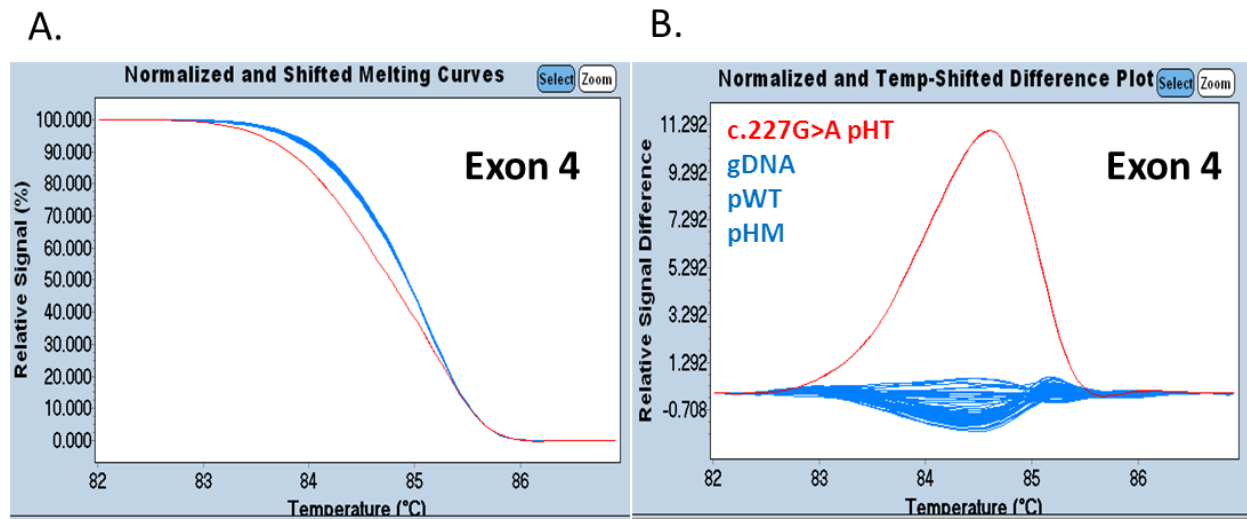 A.
Normalized and Shifted Melting Curves
Select
Zoom
Relative Signal (%)
100.000
90.000
80.000
70.000
60.000
50.000
40.000
30.000
20.000
10.000
0.000
Exon 4
82
83
84
85
86
Temperature (°C)
B.
Normalized and Temp-Shifted Difference Plot
Select
Zoom
Relative Signal Difference
11.292
9.292
7.292
5.292
3.292
1.292
-0.708
c.227G>A pHT
gDNA
pWT
pHM
Exon 4
82
83
84
85
86
Temperature (°C)